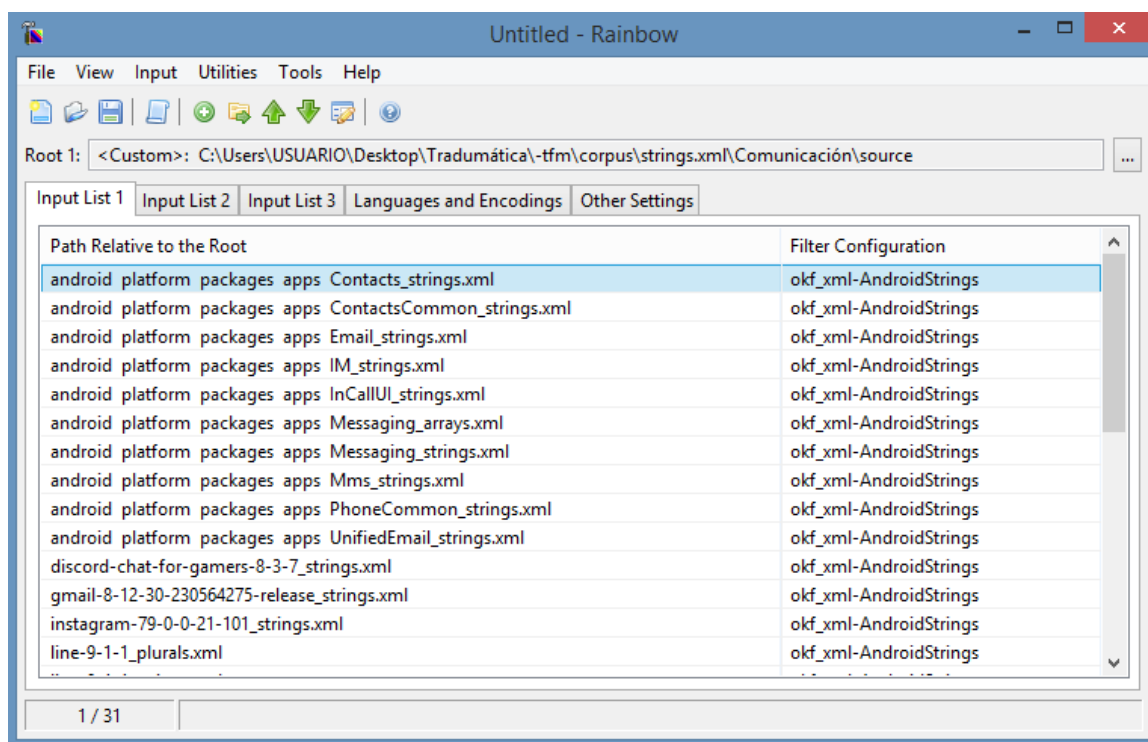 Untitled - Rainbow
File View Input Utilities Tools Help
Root 1: <Custom>: C:\Users\USUARIO\Desktop\Tradumática\-tfm\corpus\strings.xml\Comunicación\source ...
Input List 1 Input List 2 Input List 3 Languages and Encodings Other Settings
Path Relative to the Root Filter Configuration
android platform packages apps Contacts_strings.xml okf_xml-AndroidStrings
android platform packages apps ContactsCommon_strings.xml okf_xml-AndroidStrings
android platform packages apps Email_strings.xml okf_xml-AndroidStrings
android platform packages apps IM_strings.xml okf_xml-AndroidStrings
android platform packages apps InCallUI_strings.xml okf_xml-AndroidStrings
android platform packages apps Messaging_arrays.xml okf_xml-AndroidStrings
android platform packages apps Messaging_strings.xml okf_xml-AndroidStrings
android platform packages apps Mms_strings.xml okf_xml-AndroidStrings
android platform packages apps PhoneCommon_strings.xml okf_xml-AndroidStrings
android platform packages apps UnifiedEmail_strings.xml okf_xml-AndroidStrings
discord-chat-for-gamers-8-3-7_strings.xml okf_xml-AndroidStrings
gmail-8-12-30-230564275-release_strings.xml okf_xml-AndroidStrings
instagram-79-0-0-21-101_strings.xml okf_xml-AndroidStrings
line-9-1-1_plurals.xml okf_xml-AndroidStrings
1 / 31